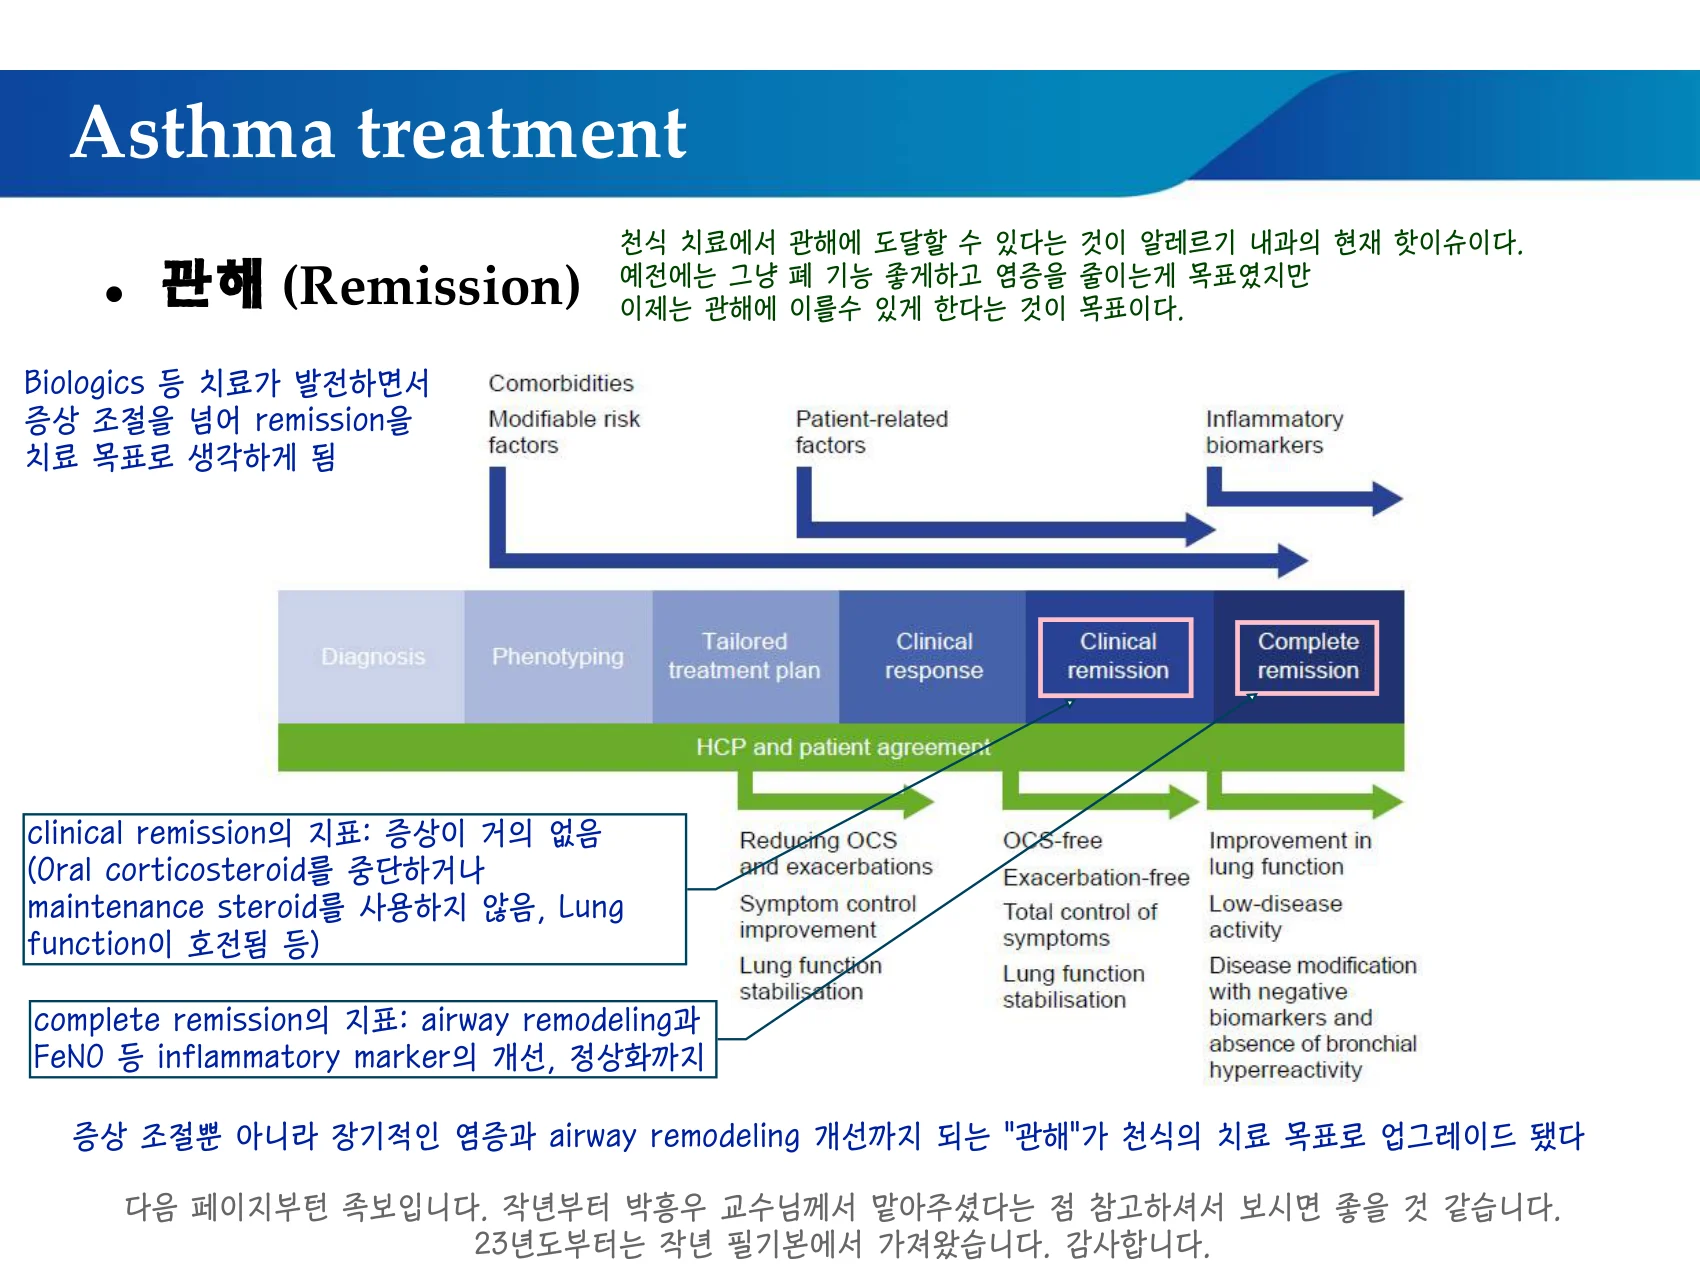 Asthma treatment
• 관해 (Remission)
천식 치료에서 관해에 도달할 수 있다는 것이 알레르기 내과의 현재 핫이슈이다.
예전에는 그냥 폐 기능 좋게하고 염증을 줄이는게 목표였지만
이제는 관해에 이를수 있게 한다는 것이 목표이다.
Biologics 등 치료가 발전하면서
증상 조절을 넘어 remission을
치료 목표로 생각하게 됨
Comorbidities
Modifiable risk
factors
Patient-related
factors
Inflammatory
biomarkers
Diagnosis
Phenotyping
Tailored
treatment plan
Clinical
response
Clinical
remission
Complete
remission
HCP and patient agreement
clinical remission의 지표: 증상이 거의 없음
(Oral corticosteroid를 중단하거나
maintenance steroid를 사용하지 않음, Lung
function이 호전됨 등)
complete remission의 지표: airway remodeling과
FeNO 등 inflammatory marker의 개선, 정상화까지
Reducing OCS
and exacerbations
Symptom control
improvement
Lung function
stabilisation
OCS-free
Exacerbation-free
Total control of
symptoms
Lung function
stabilisation
Improvement in
lung function
Low-disease
activity
Disease modification
with negative
biomarkers and
absence of bronchial
hyperreactivity
증상 조절뿐 아니라 장기적인 염증과 airway remodeling 개선까지 되는 "관해"가 천식의 치료 목표로 업그레이드 됐다
다음 페이지부턴 족보입니다. 작년부터 박흥우 교수님께서 맡아주셨다는 점 참고하셔서 보시면 좋을 것 같습니다.
23년도부터는 작년 필기본에서 가져왔습니다. 감사합니다.